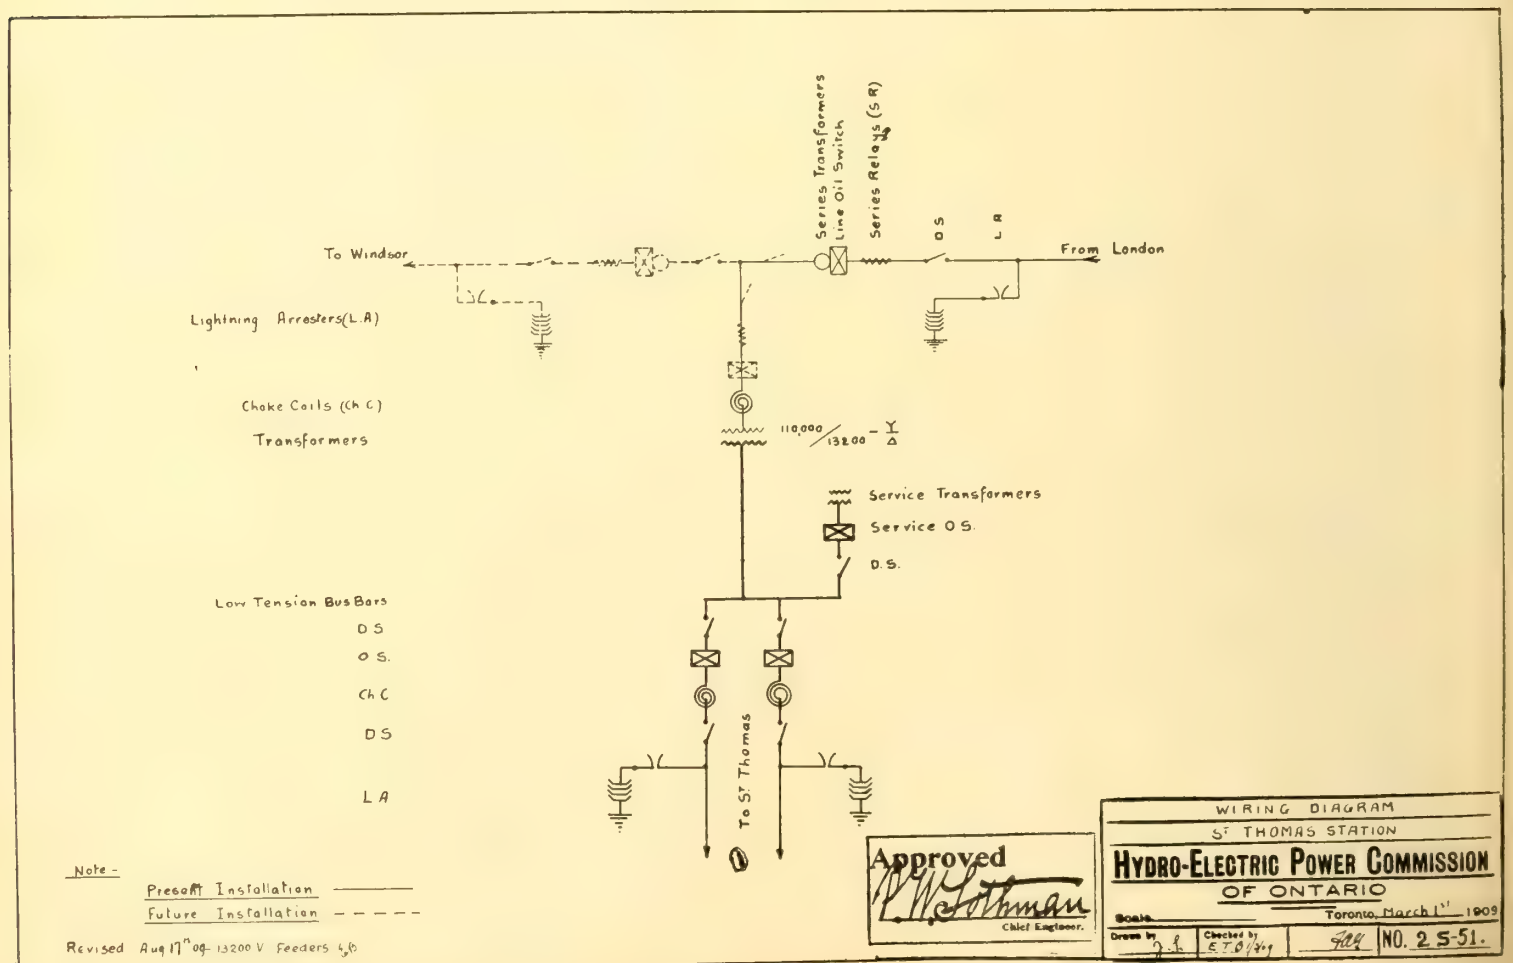 Series Transformers
Line Oil Switch
Series Relays (S R)
D S
L A
To Windsor
From London
Lightning Arresters (L.A)
Choke Coils (Ch C)
Transformers
110,000/13200 - Y/Δ
Service Transformers
Service O S.
D. S.
Low Tension Bus Bars
D S
O S.
Ch C
D S
L A
To ST Thomas
Note -
Present Installation
Future Installation
Revised Aug 17th 09 13200 V Feeders
Approved
Chief Engineer.
WIRING DIAGRAM
ST THOMAS STATION
HYDRO-ELECTRIC POWER COMMISSION
OF ONTARIO
Scale
Toronto, March 1st 1909
Drawn by
Checked by
NO. 25-51.